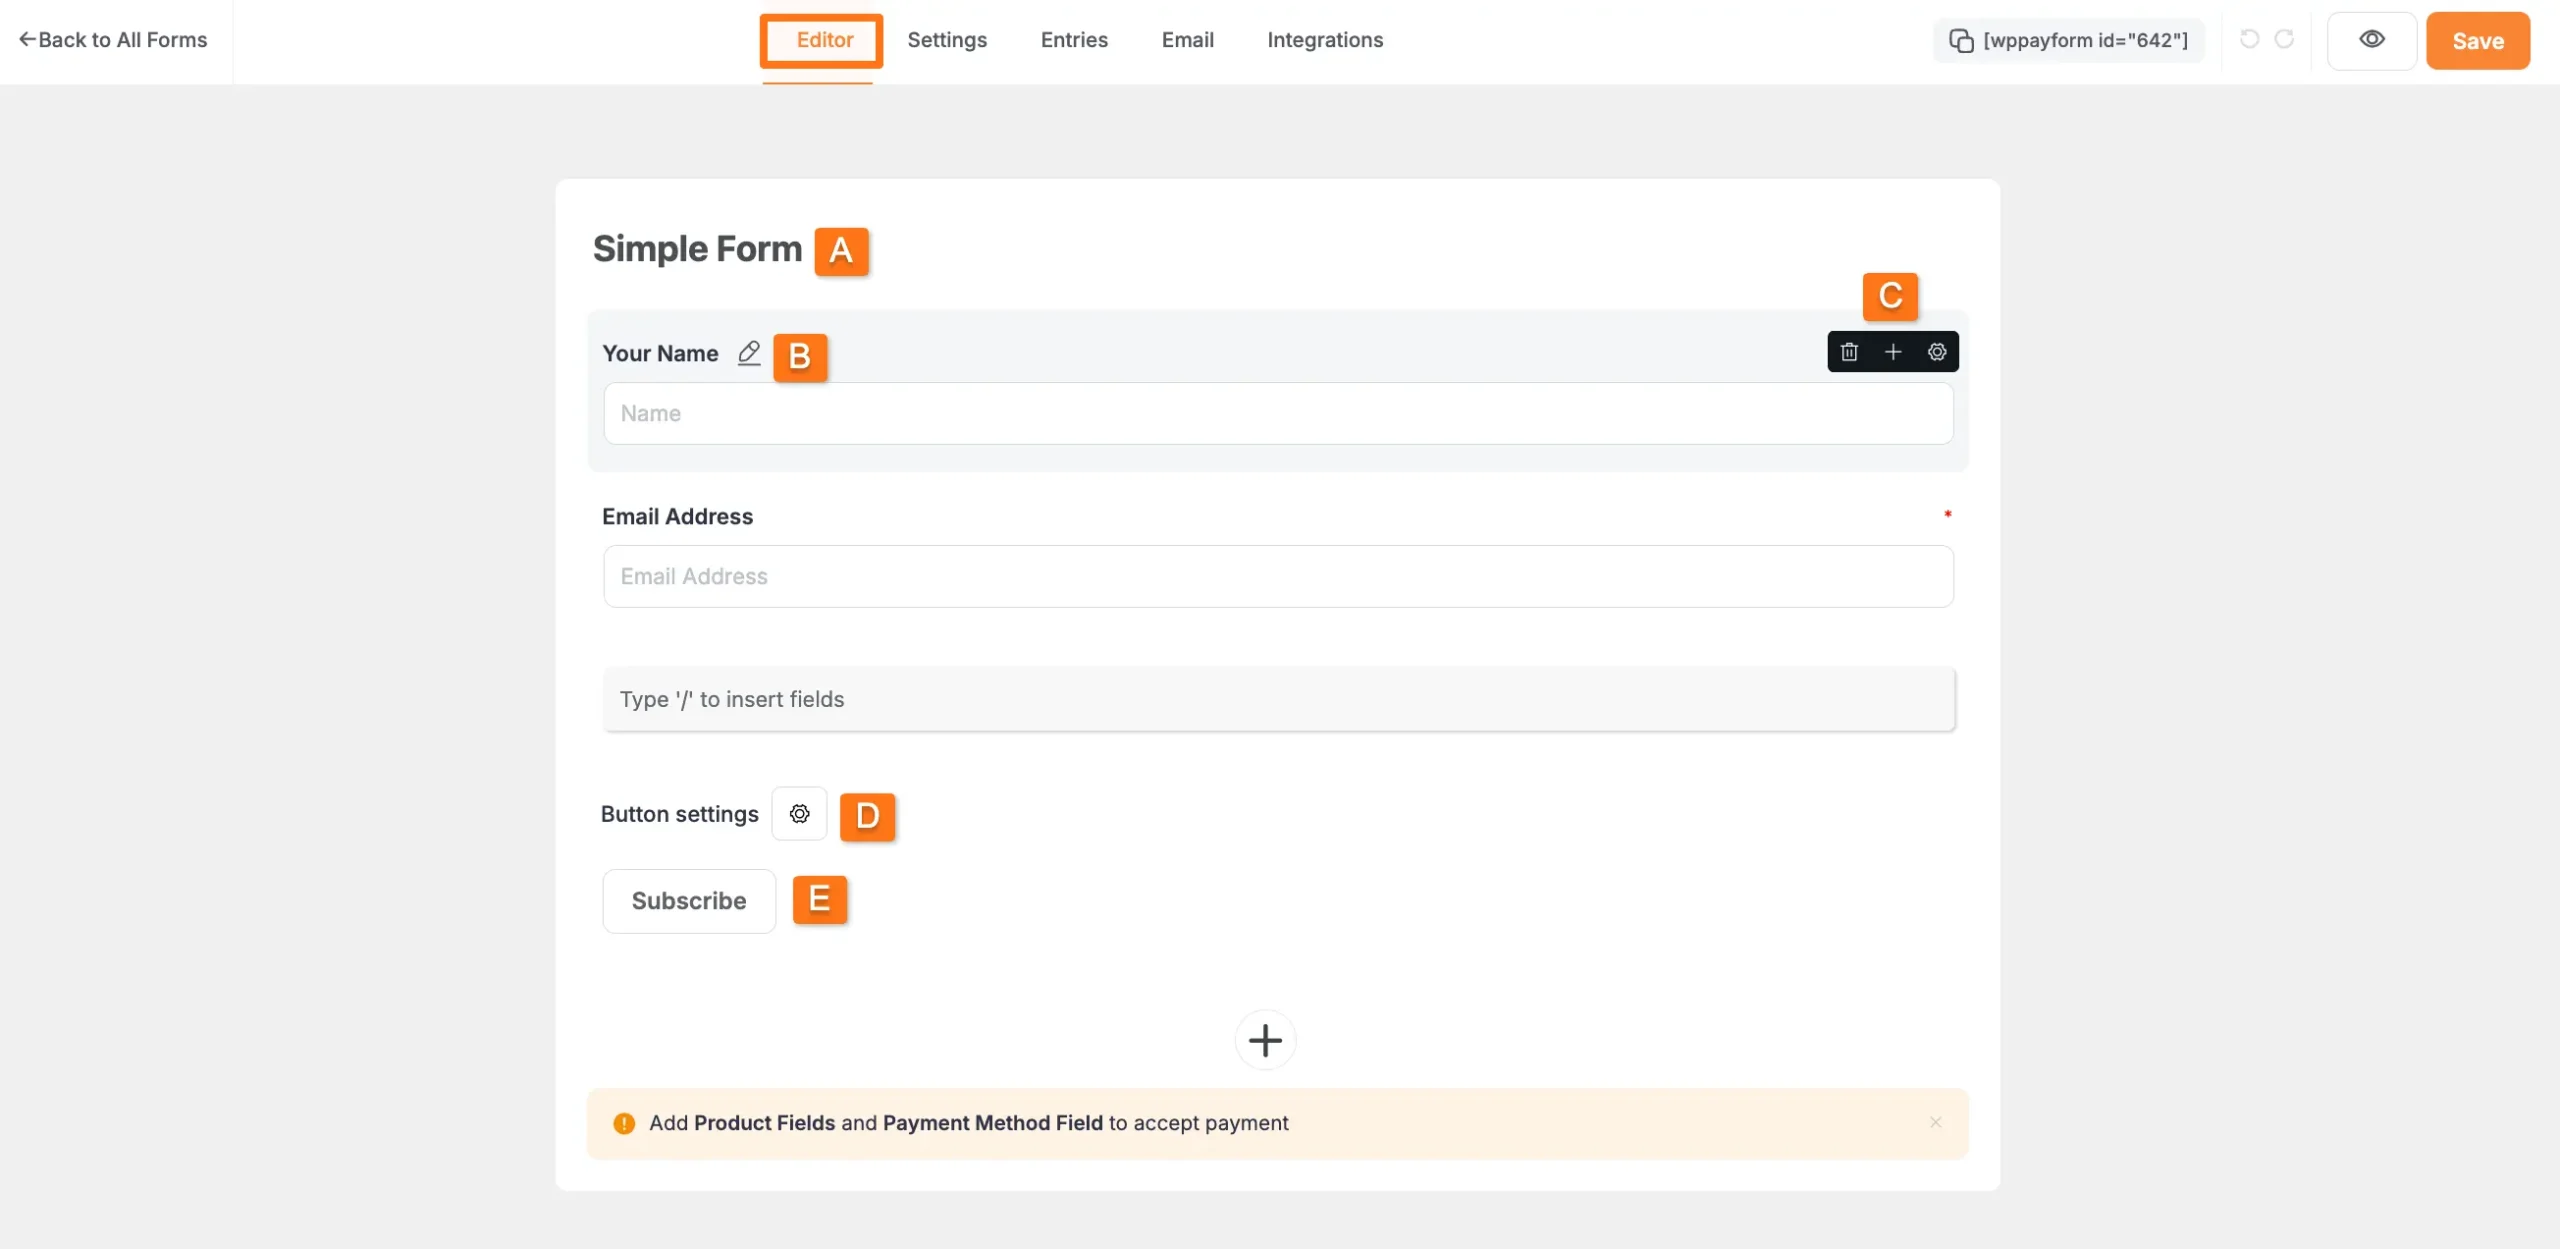 ←Back to All Forms
Editor Settings Entries Email Integrations
[wppayform id="642"]
Save
Simple Form A
C
Your Name B
Name
Email Address *
Email Address
Type '/' to insert fields
Button settings D
Subscribe E
Add Product Fields and Payment Method Field to accept payment